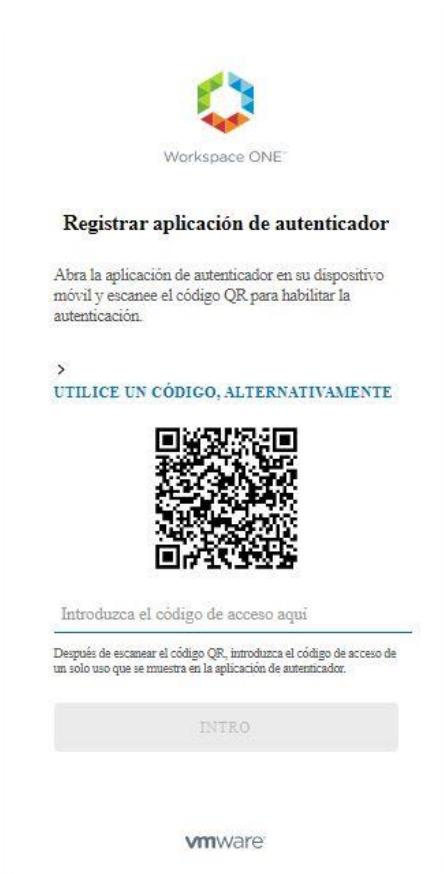 Workspace ONE™
Registrar aplicación de autenticador
Abra la aplicación de autenticador en su dispositivo
móvil y escanee el código QR para habilitar la
autenticación.
>
UTILICE UN CÓDIGO, ALTERNATIVAMENTE
Introduzca el código de acceso aquí
Después de escanear el código QR, introduzca el código de acceso de
un solo uso que se muestra en la aplicación de autenticador.
INTRO
vmware